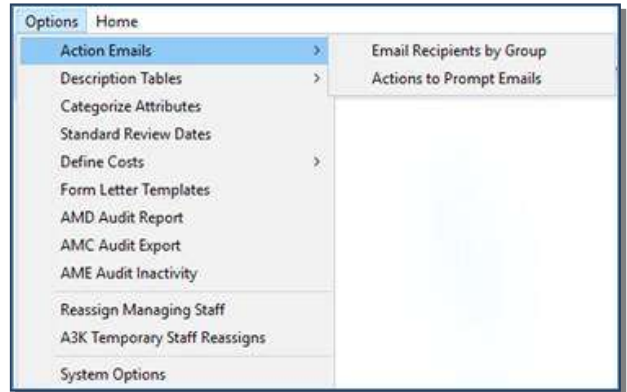 Options Home
Action Emails
Email Recipients by Group
Description Tables
Actions to Prompt Emails
Categorize Attributes
Standard Review Dates
Define Costs
Form Letter Templates
AMD Audit Report
AMC Audit Export
AME Audit Inactivity
Reassign Managing Staff
A3K Temporary Staff Reassigns
System Options